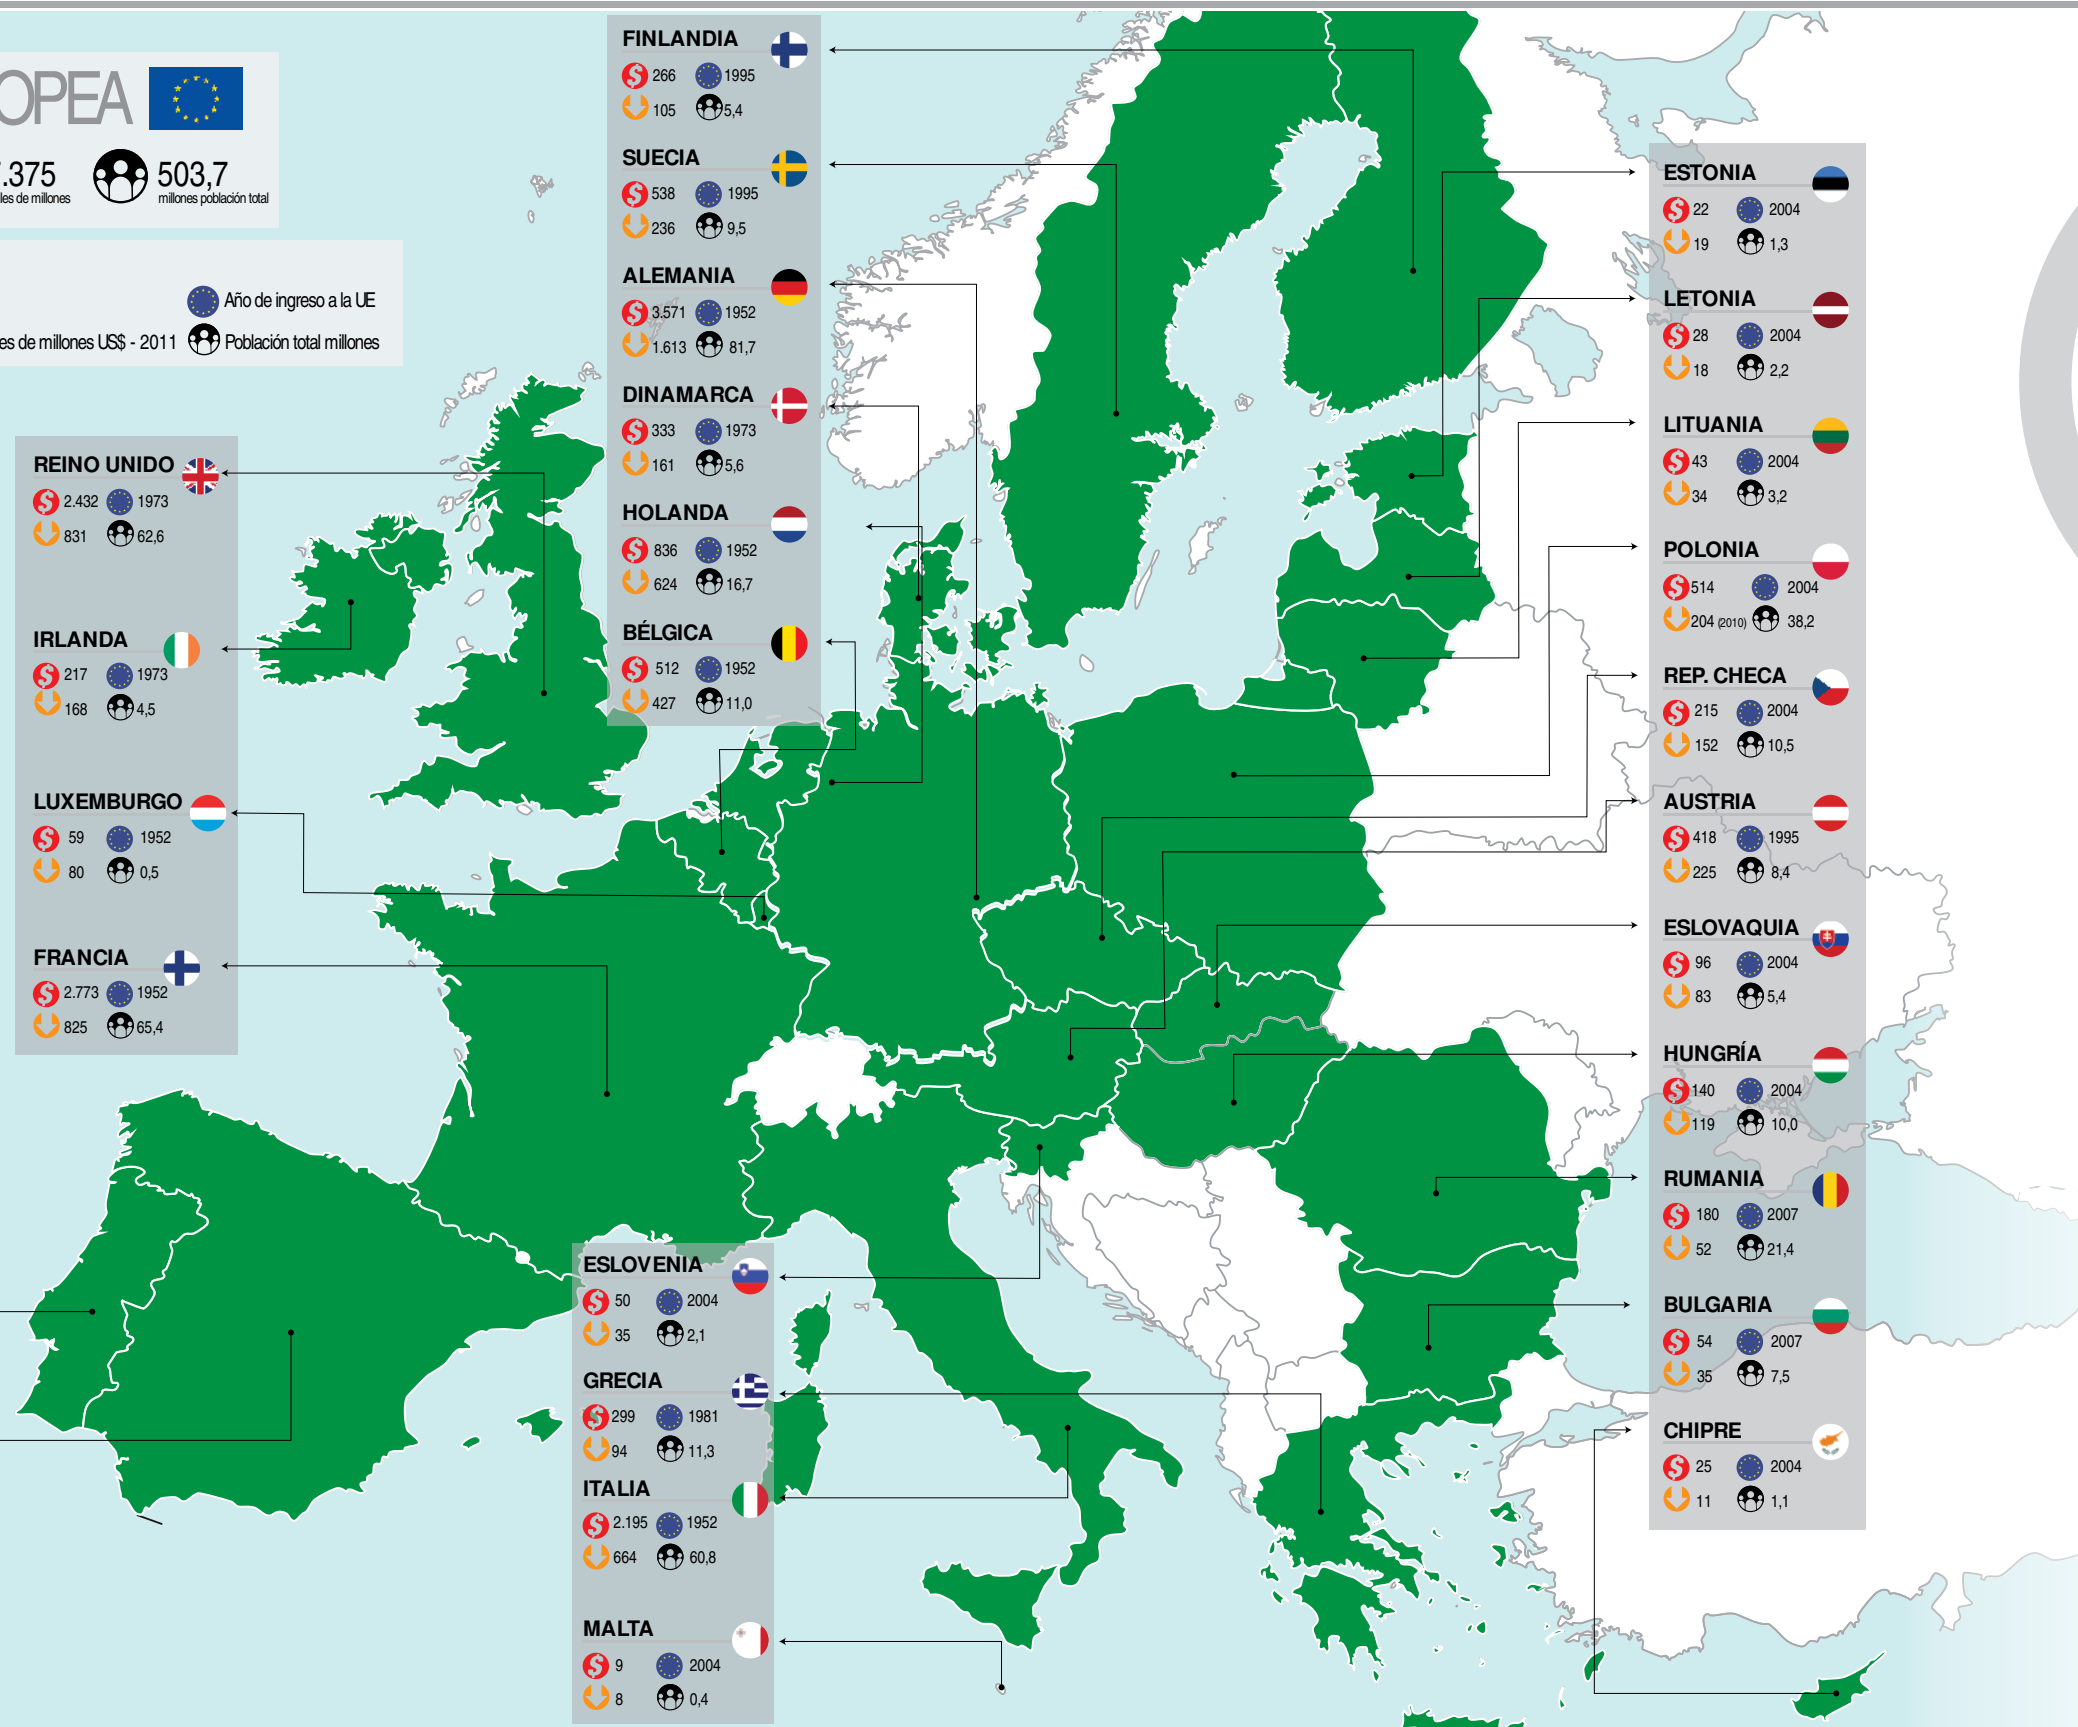 OPEA
.375
les de millones
503,7
millones población total
Año de ingreso a la UE
es de millones US$ - 2011
Población total millones
REINO UNIDO
2.432 1973
831 62,6
IRLANDA
217 1973
168 4,5
LUXEMBURGO
59 1952
80 0,5
FRANCIA
2.773 1952
825 65,4
FINLANDIA
266 1995
105 5,4
SUECIA
538 1995
236 9,5
ALEMANIA
3.571 1952
1.613 81,7
DINAMARCA
333 1973
161 5,6
HOLANDA
836 1952
624 16,7
BÉLGICA
512 1952
427 11,0
ESLOVENIA
50 2004
35 2,1
GRECIA
299 1981
94 11,3
ITALIA
2.195 1952
664 60,8
MALTA
9 2004
8 0,4
ESTONIA
22 2004
19 1,3
LETONIA
28 2004
18 2,2
LITUANIA
43 2004
34 3,2
POLONIA
514 2004
204 (2010) 38,2
REP. CHECA
215 2004
152 10,5
AUSTRIA
418 1995
225 8,4
ESLOVAQUIA
96 2004
83 5,4
HUNGRÍA
140 2004
119 10,0
RUMANIA
180 2007
52 21,4
BULGARIA
54 2007
35 7,5
CHIPRE
25 2004
11 1,1